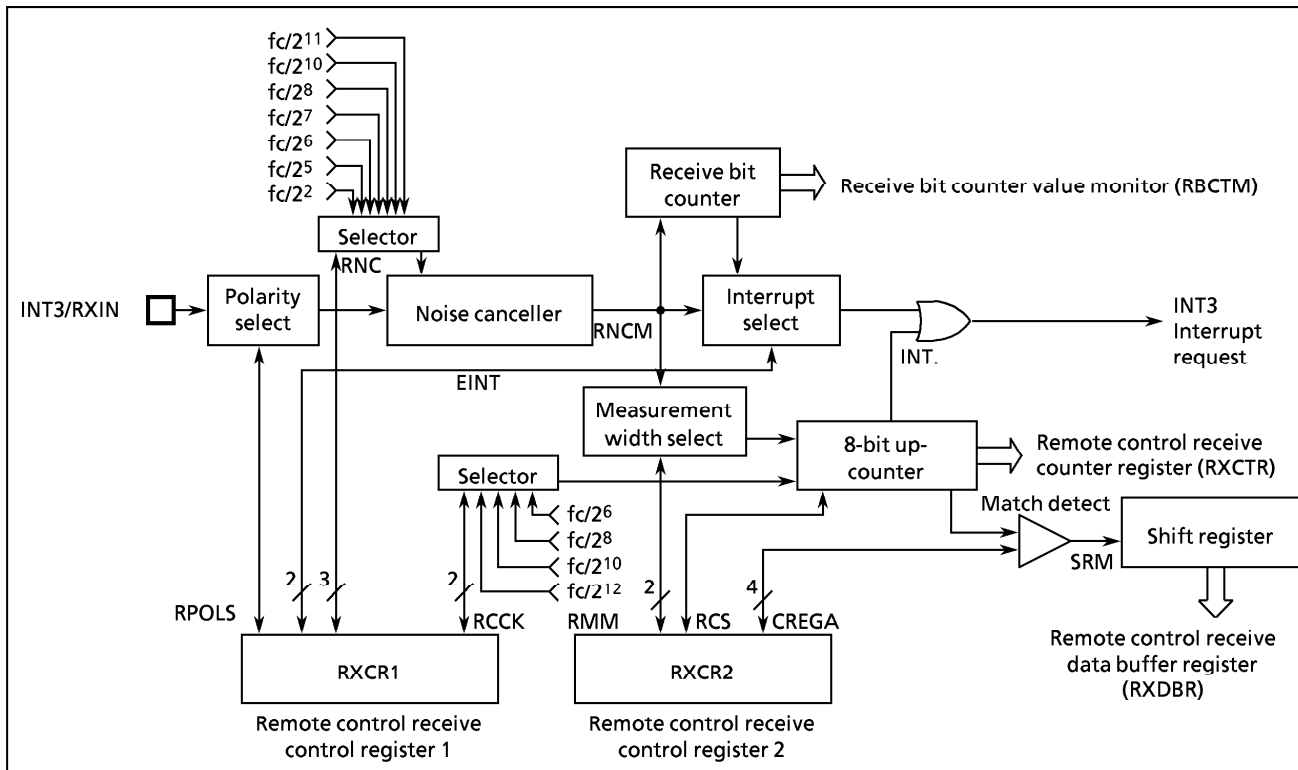 fc/2¹¹
fc/2¹⁰
fc/2⁸
fc/2⁷
fc/2⁶
fc/2⁵
fc/2²
Selector
RNC
Receive bit
counter
Receive bit counter value monitor (RBCTM)
INT3/RXIN
Polarity
select
Noise canceller
RNCM
Interrupt
select
INT3
Interrupt
request
INT.
EINT
Measurement
width select
8-bit up-
counter
Remote control receive
counter register (RXCTR)
Selector
fc/2⁶
fc/2⁸
fc/2¹⁰
fc/2¹²
Match detect
SRM
Shift register
2
3
2
2
4
RPOLS
RCCK
RMM
RCS
CREGA
Remote control receive
data buffer register
(RXDBR)
RXCR1
RXCR2
Remote control receive
control register 1
Remote control receive
control register 2